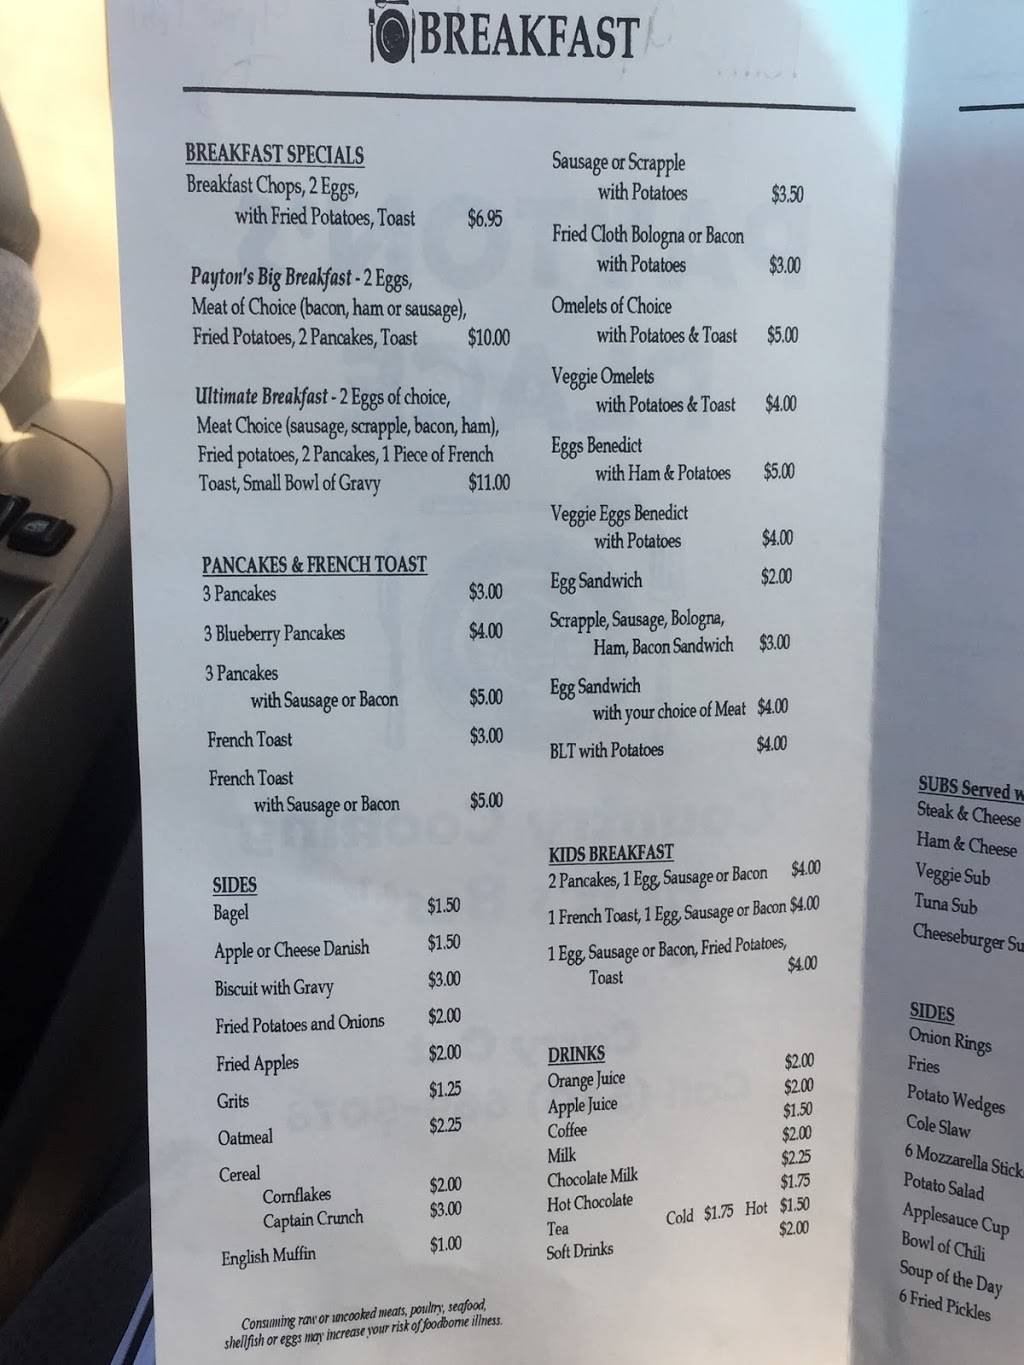 BREAKFAST
BREAKFAST SPECIALS
Breakfast Chops, 2 Eggs,
with Fried Potatoes, Toast $6.95
Payton's Big Breakfast - 2 Eggs,
Meat of Choice (bacon, ham or sausage),
Fried Potatoes, 2 Pancakes, Toast $10.00
Ultimate Breakfast - 2 Eggs of choice,
Meat Choice (sausage, scrapple, bacon, ham),
Fried potatoes, 2 Pancakes, 1 Piece of French
Toast, Small Bowl of Gravy $11.00
PANCAKES & FRENCH TOAST
3 Pancakes $3.00
3 Blueberry Pancakes $4.00
3 Pancakes
with Sausage or Bacon $5.00
French Toast $3.00
French Toast
with Sausage or Bacon $5.00
SIDES
Bagel $1.50
Apple or Cheese Danish $1.50
Biscuit with Gravy $3.00
Fried Potatoes and Onions $2.00
Fried Apples $2.00
Grits $1.25
Oatmeal $2.25
Cereal
Cornflakes $2.00
Captain Crunch $3.00
English Muffin $1.00
Consuming raw or uncooked meats, poultry, seafood,
shellfish or eggs may increase your risk of foodborne illness.
Sausage or Scrapple
with Potatoes $3.50
Fried Cloth Bologna or Bacon
with Potatoes $3.00
Omelets of Choice
with Potatoes & Toast $5.00
Veggie Omelets
with Potatoes & Toast $4.00
Eggs Benedict
with Ham & Potatoes $5.00
Veggie Eggs Benedict
with Potatoes $4.00
Egg Sandwich $2.00
Scrapple, Sausage, Bologna,
Ham, Bacon Sandwich $3.00
Egg Sandwich
with your choice of Meat $4.00
BLT with Potatoes $4.00
KIDS BREAKFAST
2 Pancakes, 1 Egg, Sausage or Bacon $4.00
1 French Toast, 1 Egg, Sausage or Bacon $4.00
1 Egg, Sausage or Bacon, Fried Potatoes,
Toast $4.00
DRINKS
Orange Juice $2.00
Apple Juice $2.00
Coffee $1.50
Milk $2.00
Chocolate Milk $2.25
Hot Chocolate $1.75
Tea Cold $1.75 Hot $1.50
Soft Drinks $2.00
SUBS Served
Steak & Cheese
Ham & Cheese
Veggie Sub
Tuna Sub
Cheeseburger
SIDES
Onion Rings
Fries
Potato Wedges
Cole Slaw
6 Mozzarella
Potato Salad
Applesauce Cup
Bowl of Chili
Soup of the Day
6 Fried Pickles